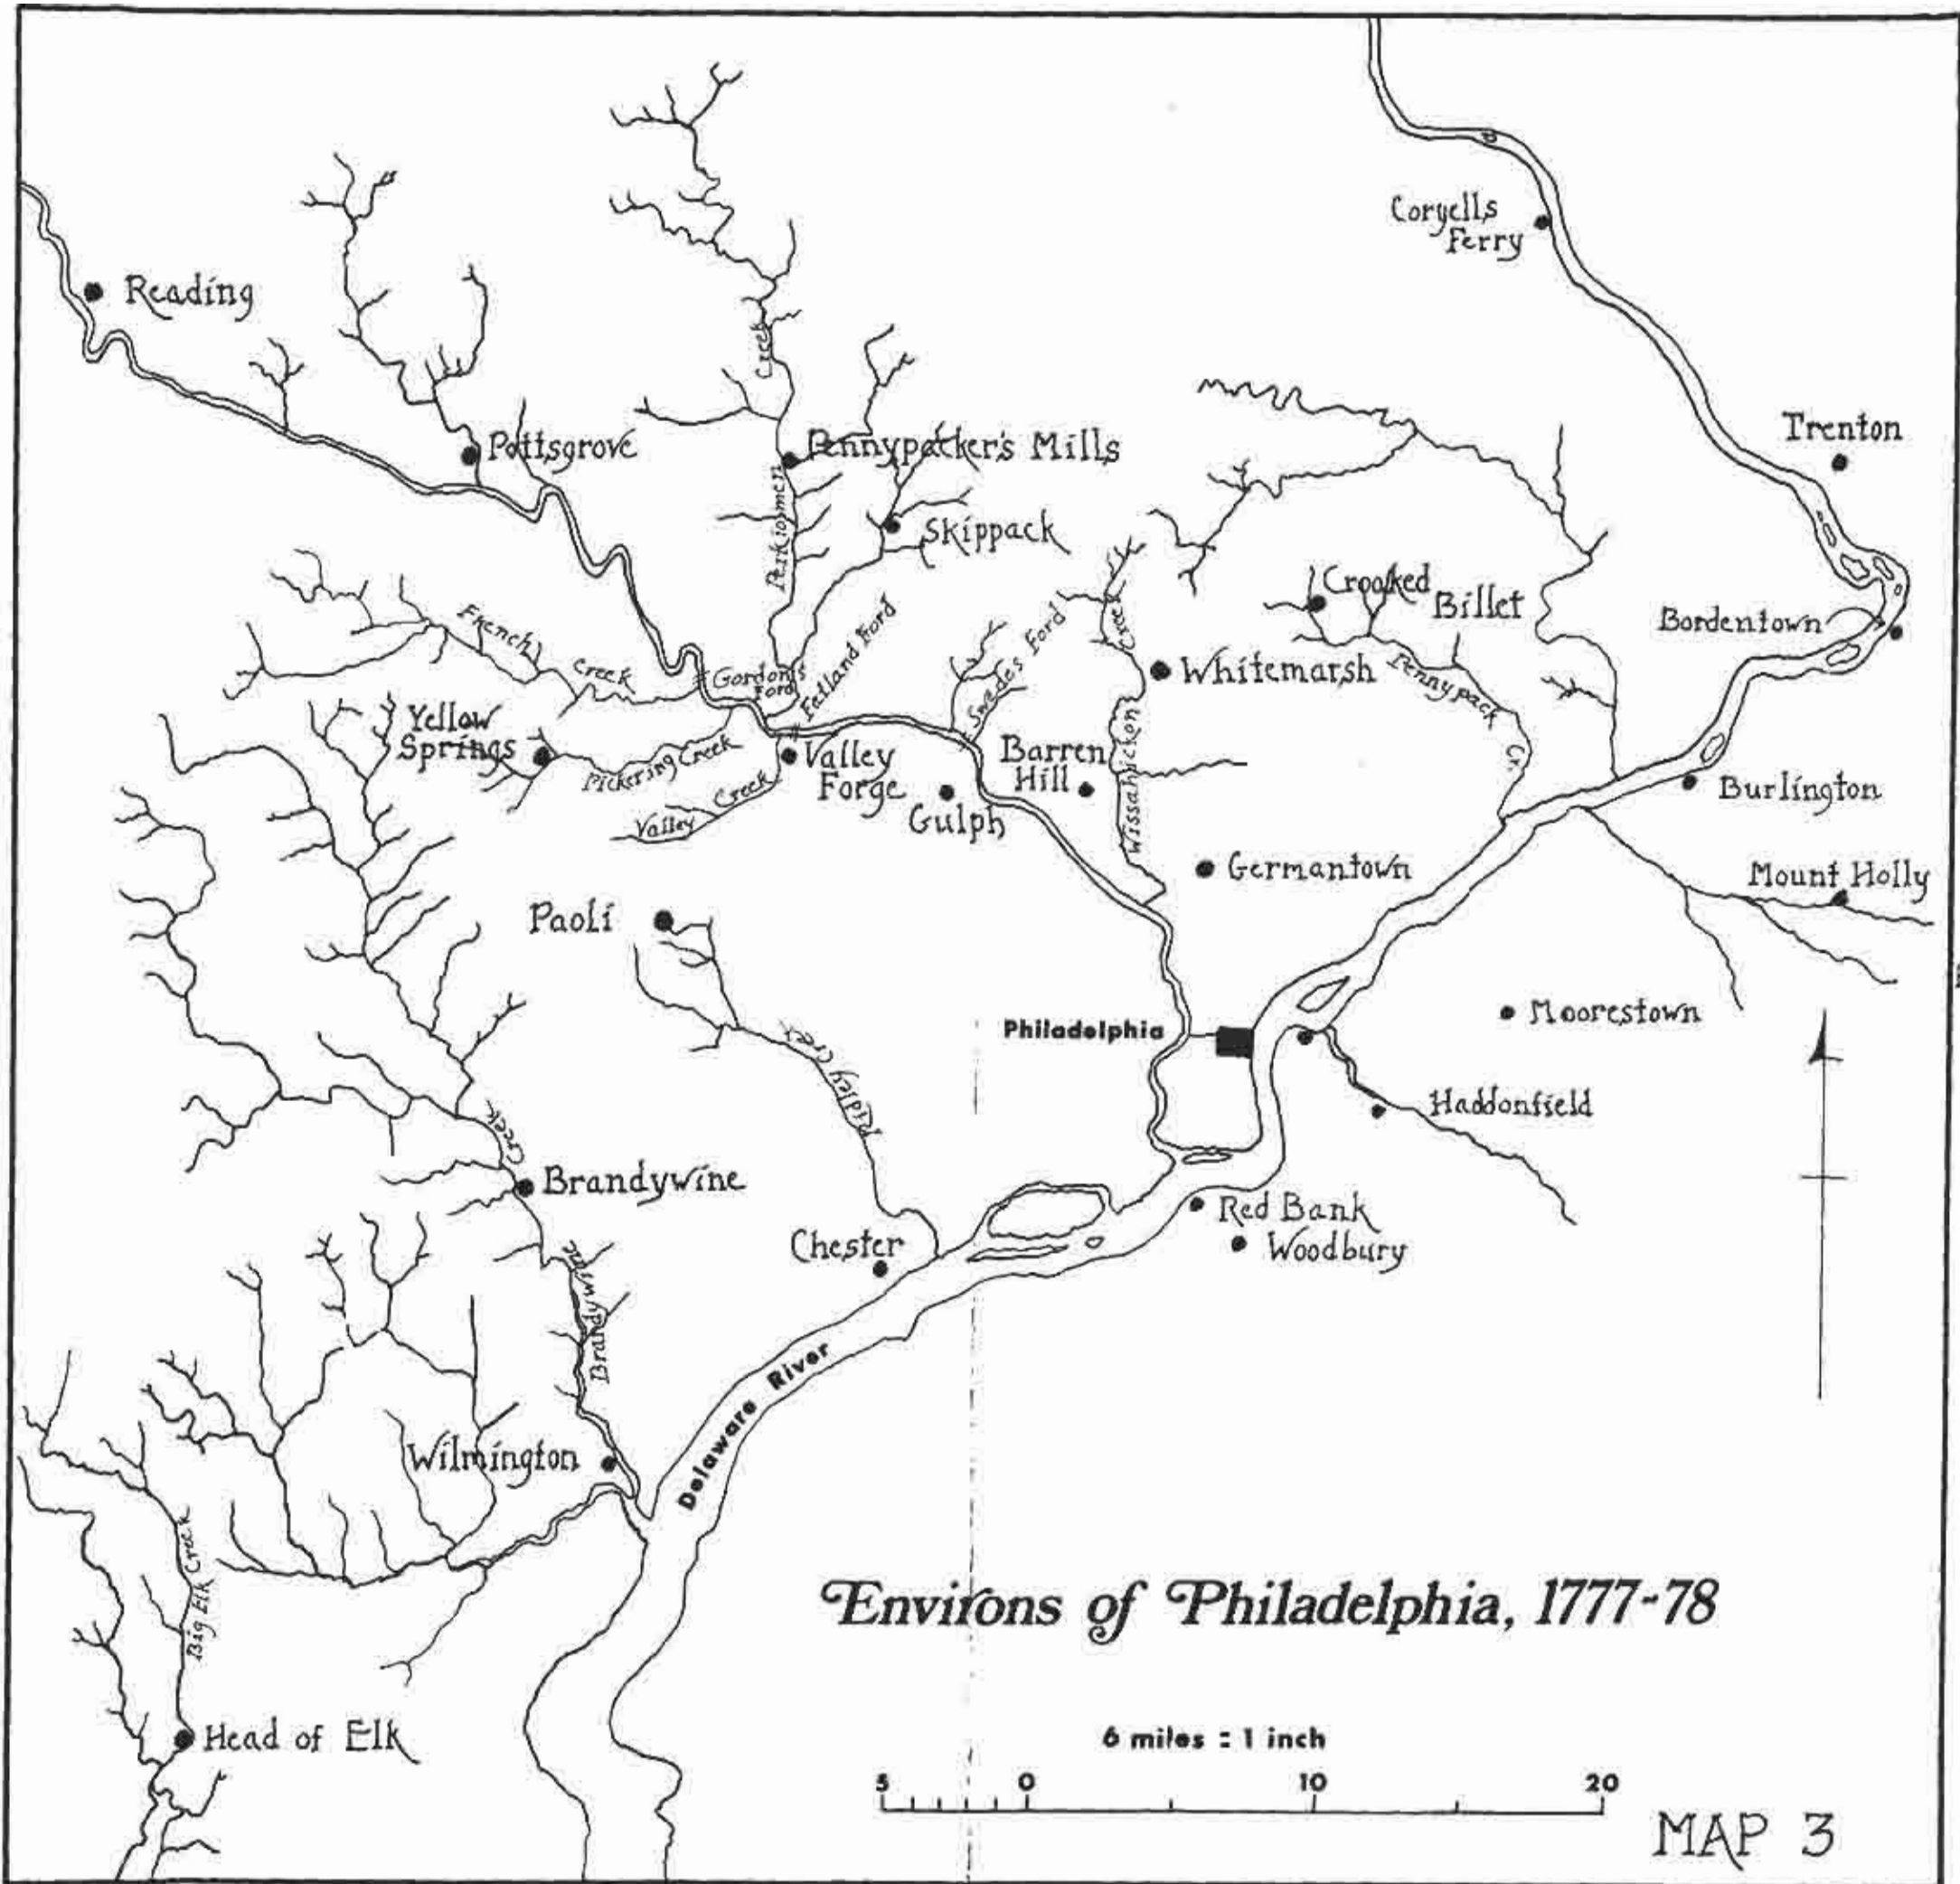 Coryells
Ferry
Reading
Trenton
Creek
Pottsgrove
Pennypacker's Mills
Perkiomen
Skippack
Crooked
Billet
Bordentown
French
Creek
Gordon's
Ford
Fatland Ford
Swedes Ford
Creek
Whitemarsh
Pennypack
Cr.
Yellow
Springs
Pickering Creek
Valley
Forge
Valley Creek
Gulph
Barren
Hill
Wissahickon
Burlington
Germantown
Mount Holly
Paoli
Moorestown
Philadelphia
Ridley
Haddonfield
Creek
Brandywine
Red Bank
Woodbury
Chester
Brandywine
Delaware River
Wilmington
Big Elk Creek
Environs of Philadelphia, 1777-78
Head of Elk
6 miles = 1 inch
5 0 10 20
MAP 3